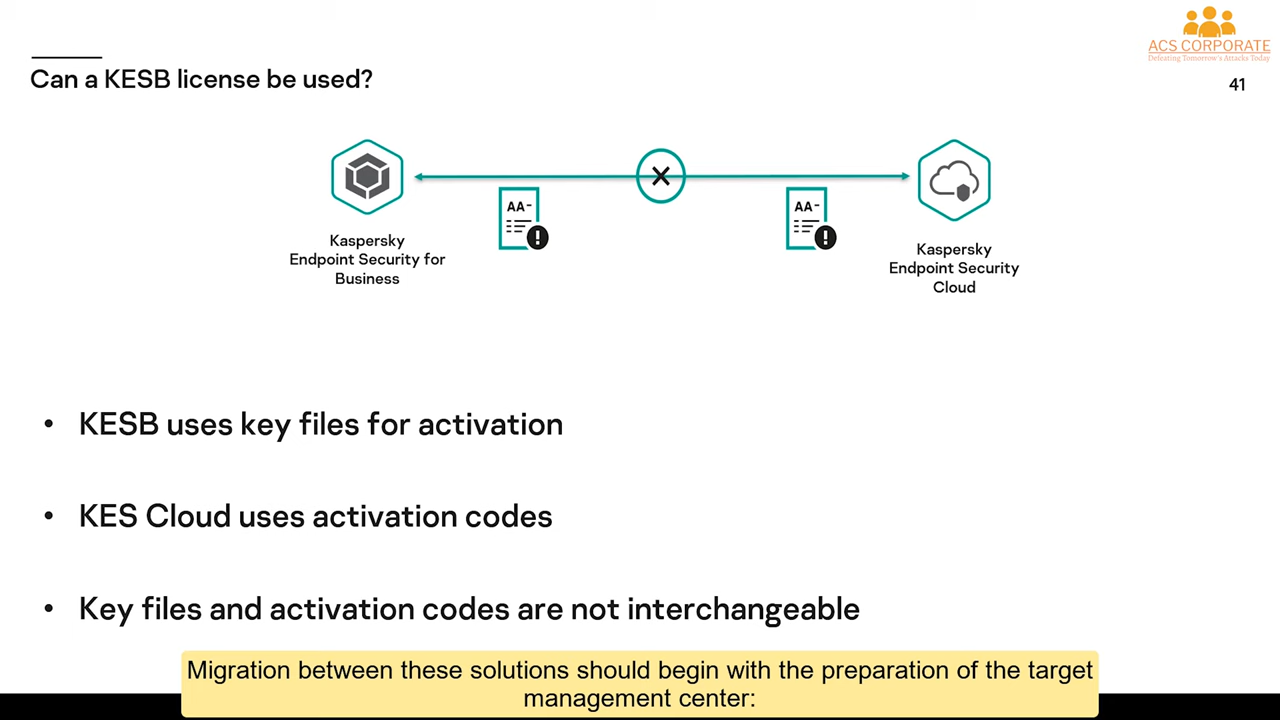 ACS CORPORATE
Defeating Tomorrow's Attacks Today
Can a KESB license be used?
41
AA-
AA-
Kaspersky
Endpoint Security for
Business
Kaspersky
Endpoint Security
Cloud
• KESB uses key files for activation
• KES Cloud uses activation codes
• Key files and activation codes are not interchangeable
Migration between these solutions should begin with the preparation of the target
management center: